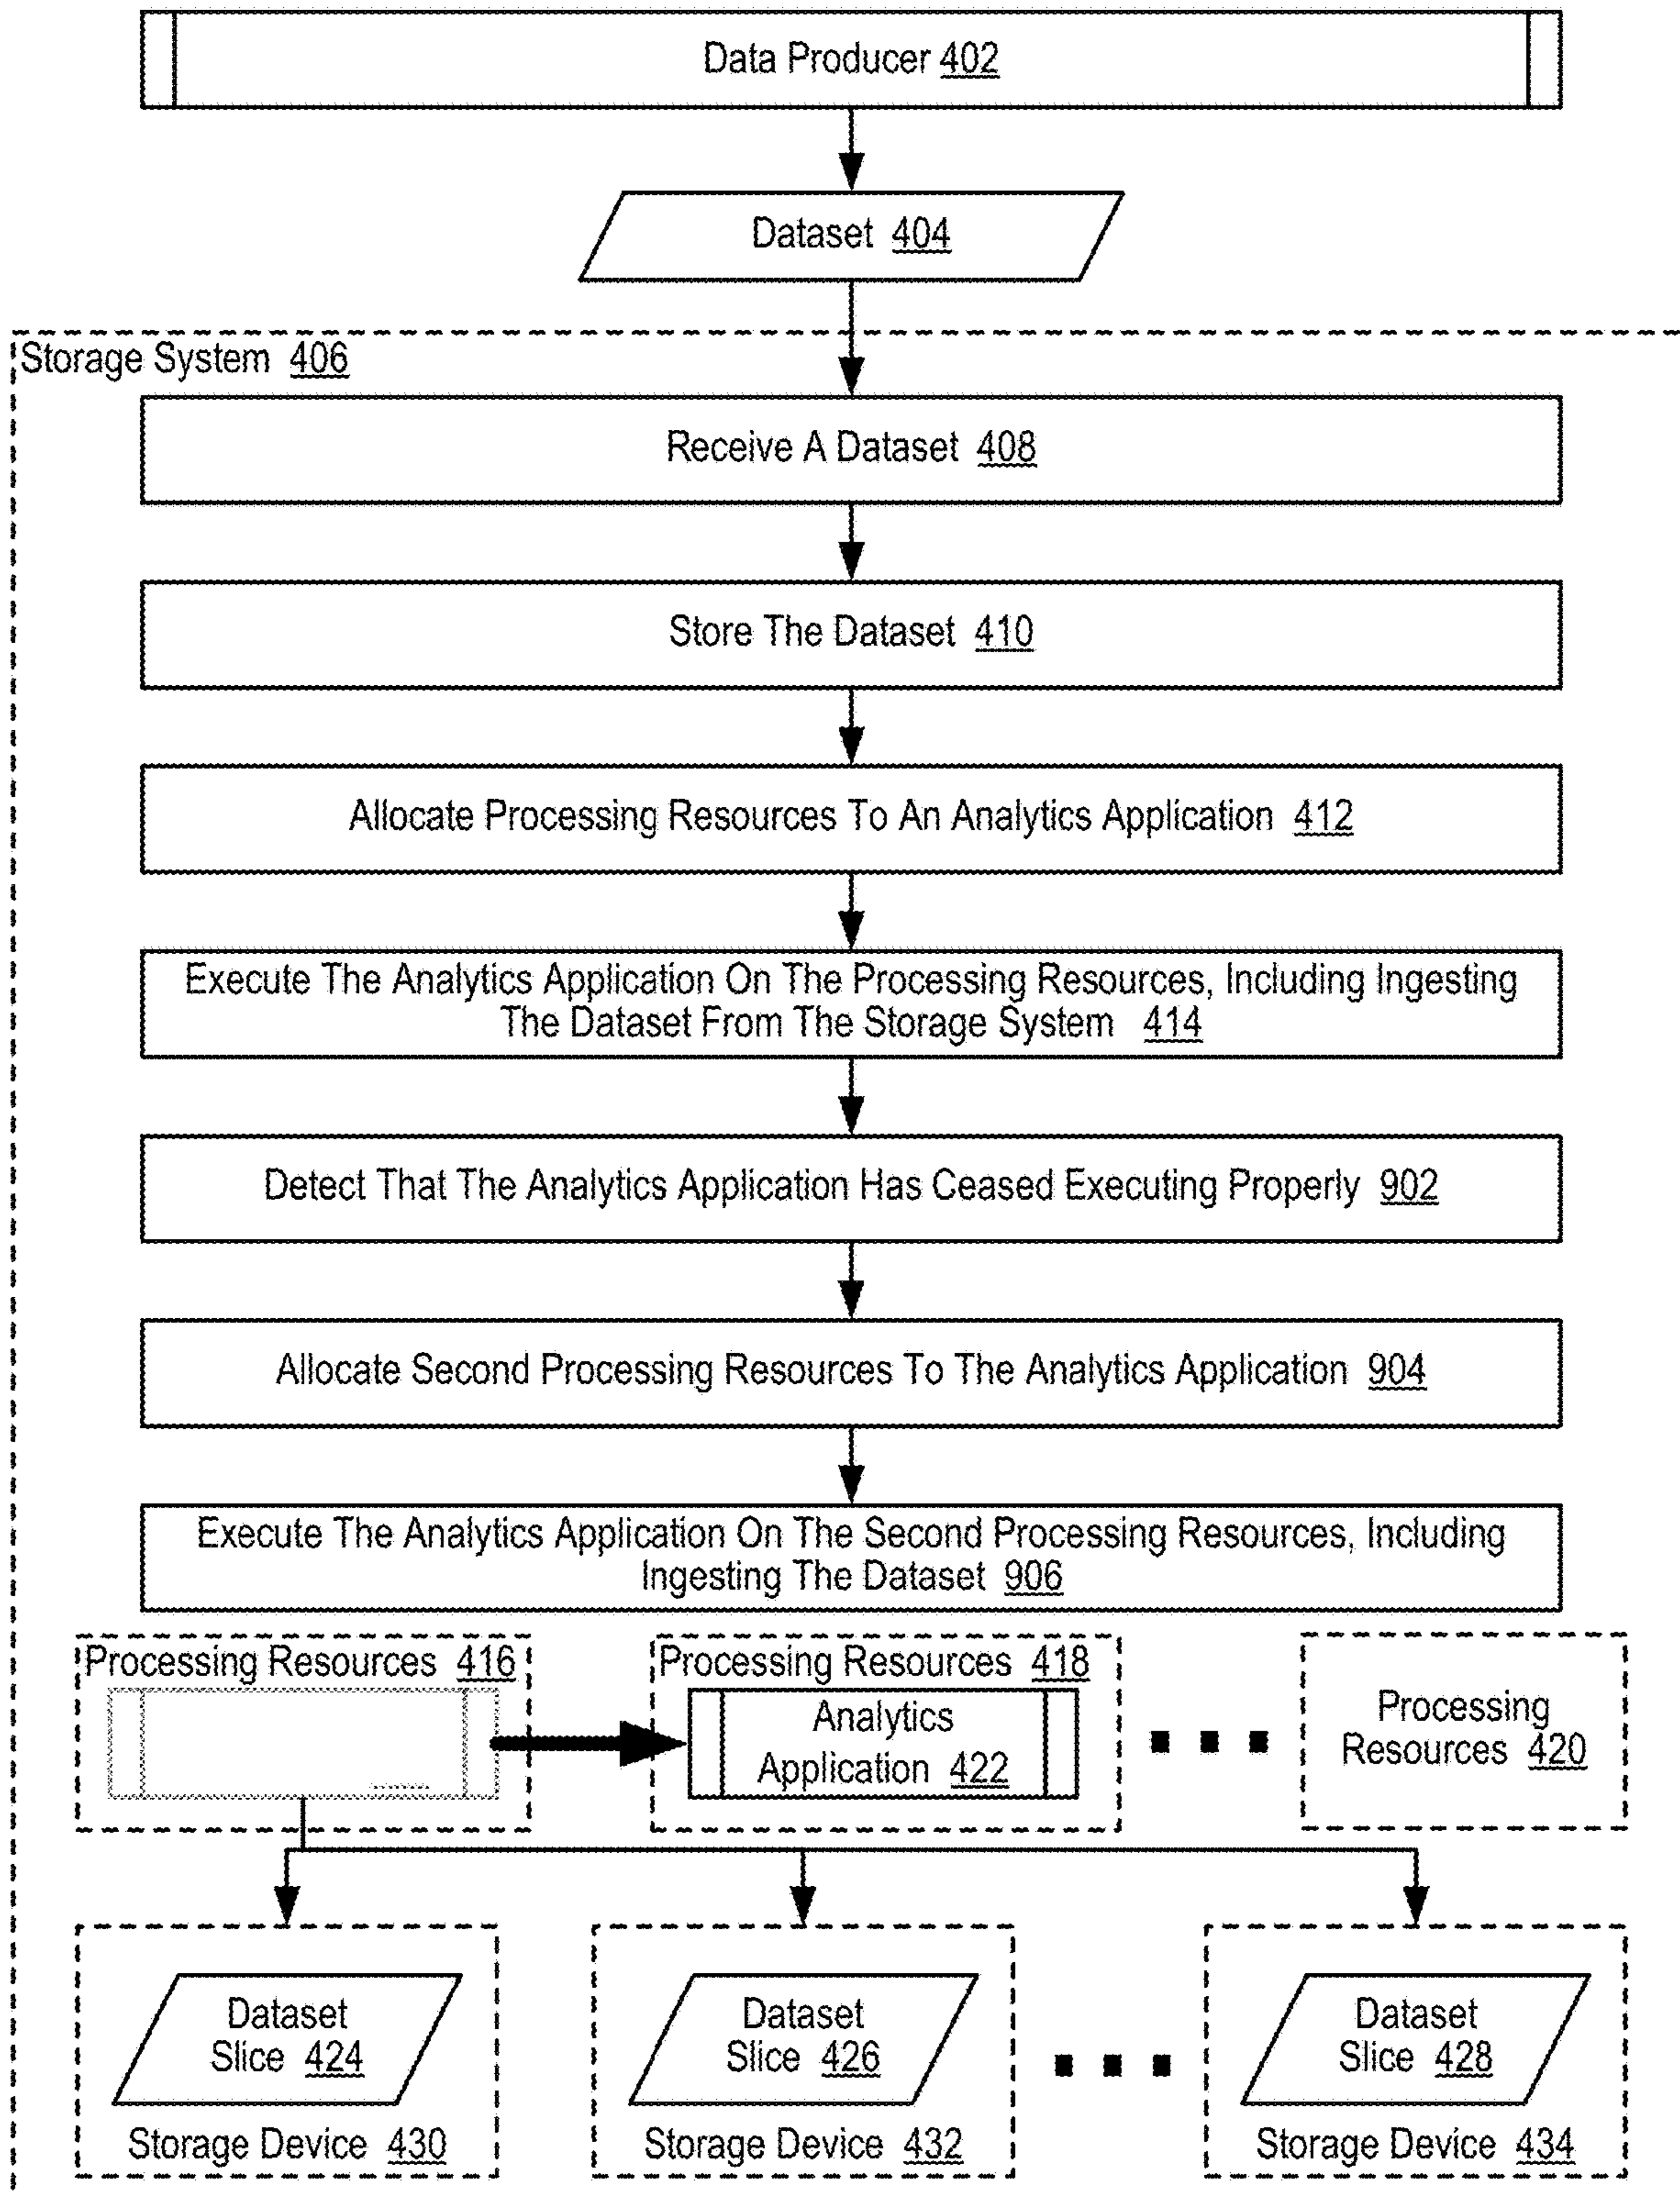 Data Producer 402
Dataset 404
Storage System 406
Receive A Dataset 408
Store The Dataset 410
Allocate Processing Resources To An Analytics Application 412
Execute The Analytics Application On The Processing Resources, Including Ingesting
The Dataset From The Storage System 414
Detect That The Analytics Application Has Ceased Executing Properly 902
Allocate Second Processing Resources To The Analytics Application 904
Execute The Analytics Application On The Second Processing Resources, Including
Ingesting The Dataset 906
Processing Resources 416
Processing Resources 418
Analytics
Application 422
Processing
Resources 420
Dataset
Slice 424
Storage Device 430
Dataset
Slice 426
Storage Device 432
Dataset
Slice 428
Storage Device 434